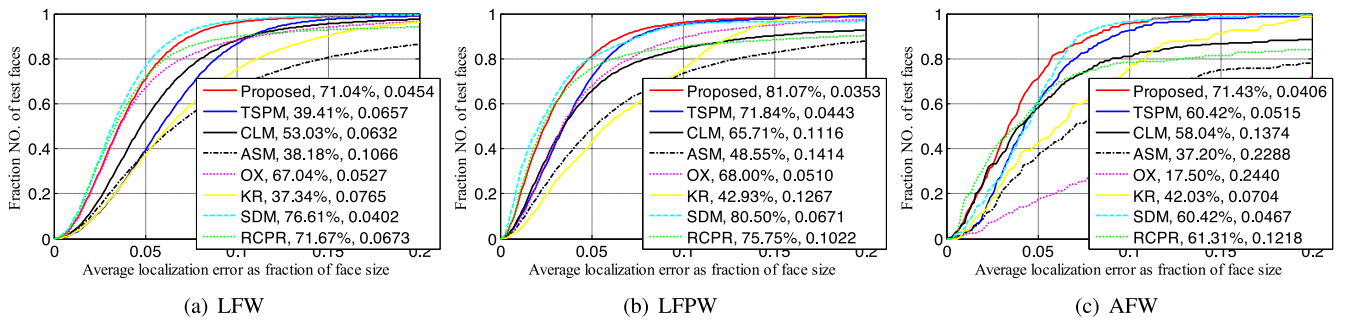 1
0.8
0.6
0.4
0.2
0
Fraction NO. of test faces
Proposed, 71.04%, 0.0454
TSPM, 39.41%, 0.0657
CLM, 53.03%, 0.0632
ASM, 38.18%, 0.1066
OX, 67.04%, 0.0527
KR, 37.34%, 0.0765
SDM, 76.61%, 0.0402
RCPR, 71.67%, 0.0673
0.05 0.1 0.15 0.2
Average localization error as fraction of face size
(a) LFW
1
0.8
0.6
0.4
0.2
0
Fraction NO. of test faces
Proposed, 81.07%, 0.0353
TSPM, 71.84%, 0.0443
CLM, 65.71%, 0.1116
ASM, 48.55%, 0.1414
OX, 68.00%, 0.0510
KR, 42.93%, 0.1267
SDM, 80.50%, 0.0671
RCPR, 75.75%, 0.1022
0.05 0.1 0.15 0.2
Average localization error as fraction of face size
(b) LFPW
1
0.8
0.6
0.4
0.2
0
Fraction NO. of test faces
Proposed, 71.43%, 0.0406
TSPM, 60.42%, 0.0515
CLM, 58.04%, 0.1374
ASM, 37.20%, 0.2288
OX, 17.50%, 0.2440
KR, 42.03%, 0.0704
SDM, 60.42%, 0.0467
RCPR, 61.31%, 0.1218
0.05 0.1 0.15 0.2
Average localization error as fraction of face size
(c) AFW